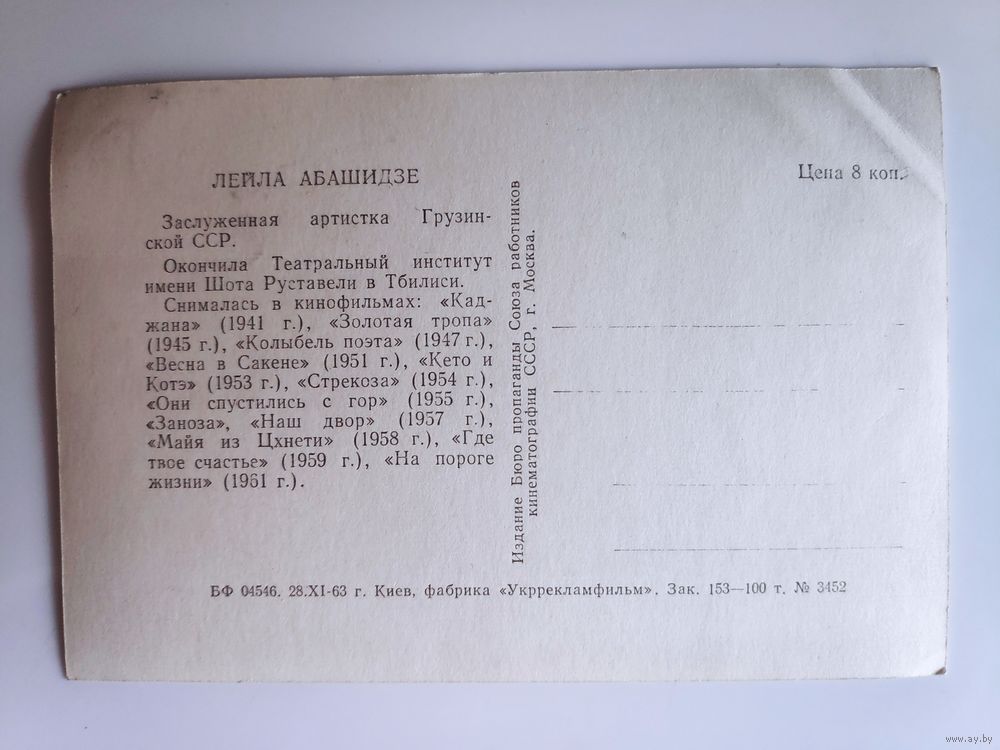 ЛЕЙЛА АБАШИДЗЕ
Заслуженная артистка Грузин-
ской ССР.
Окончила Театральный институт
имени Шота Руставели в Тбилиси.
Снималась в кинофильмах: «Кад-
жана» (1941 г.), «Золотая тропа»
(1945 г.), «Колыбель поэта» (1947 г.),
«Весна в Сакене» (1951 г.), «Кето и
Котэ» (1953 г.), «Стрекоза» (1954 г.),
«Они спустились с гор» (1955 г.),
«Заноза», «Наш двор» (1957 г.),
«Майя из Цхнети» (1958 г.), «Где
твое счастье» (1959 г.), «На пороге
жизни» (1961 г.).
Издание Бюро пропаганды Союза работников
кинематографии СССР, г. Москва.
Цена 8 коп.
БФ 04546. 28.XI-63 г. Киев, фабрика «Укррекламфильм». Зак. 153—100 т. № 3452
www.ay.by